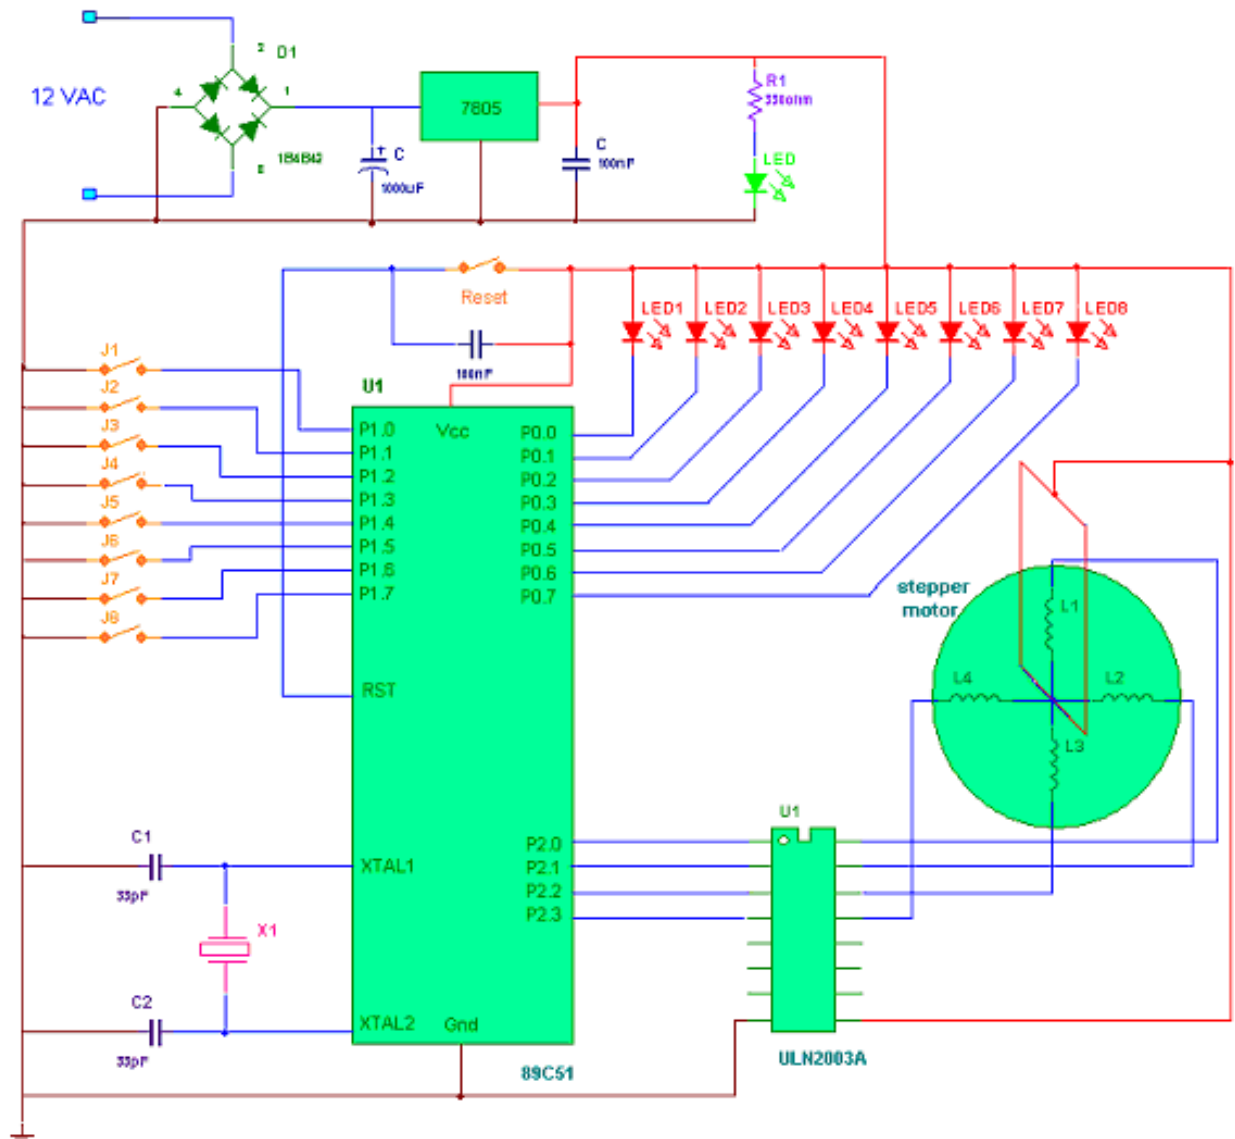 2 D1
12 VAC
4 1
7805
R1
330ohm
1B4B42
C
1000uF
C
100nF
LED
Reset
100nF
LED1 LED2 LED3 LED4 LED5 LED6 LED7 LED8
J1
J2
J3
J4
J5
J6
J7
U1
Vcc
P1.0
P1.1
P1.2
P1.3
P1.4
P1.5
P1.6
P1.7
P0.0
P0.1
P0.2
P0.3
P0.4
P0.5
P0.6
P0.7
RST
stepper
motor
L1
L4 L2
L3
C1
33pF
X1
C2
33pF
XTAL1
XTAL2 Gnd
P2.0
P2.1
P2.2
P2.3
89C51
U1
ULN2003A